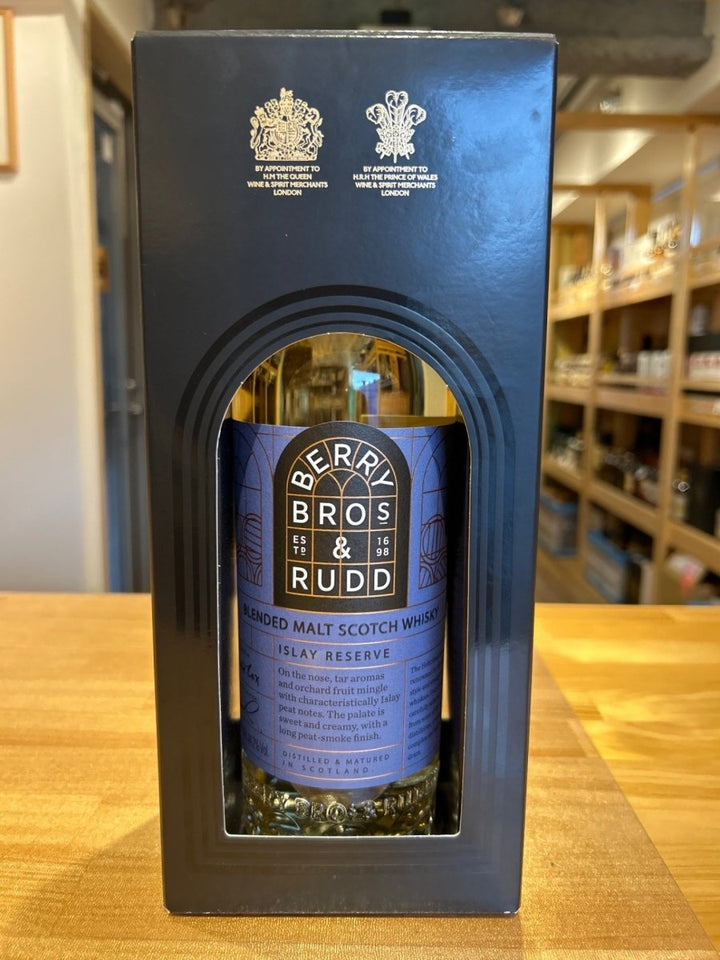 BY APPOINTMENT TO
H.M THE QUEEN
WINE & SPIRIT MERCHANTS
LONDON
BY APPOINTMENT TO
H.R.H THE PRINCE OF WALES
WINE & SPIRIT MERCHANTS
LONDON
BERRY
BROS
ESTD & 1698
RUDD
BLENDED MALT SCOTCH WHISKY
ISLAY RESERVE
On the nose, tar aromas
and orchard fruit mingle
with characteristically Islay
peat notes. The palate is
sweet and creamy, with a
long peat-smoke finish.
DISTILLED & MATURED
IN SCOTLAND.
BROS & RUDD